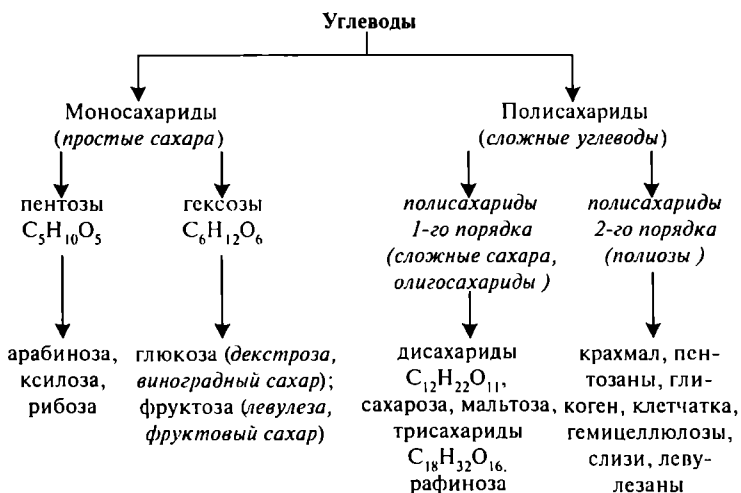 Углеводы
Моносахариды
(простые сахара)
Полисахариды
(сложные углеводы)
пентозы
C₅H₁₀O₅
гексозы
C₆H₁₂O₆
полисахариды
1-го порядка
(сложные сахара,
олигосахариды )
полисахариды
2-го порядка
(полиозы )
арабиноза,
ксилоза,
рибоза
глюкоза (декстроза,
виноградный сахар);
фруктоза (левулеза,
фруктовый сахар)
дисахариды
C₁₂H₂₂O₁₁,
сахароза, мальтоза,
трисахариды
C₁₈H₃₂O₁₆,
рафиноза
крахмал, пен-
тозаны, гли-
коген, клетчатка,
гемицеллюлозы,
слизи, леву-
лезаны